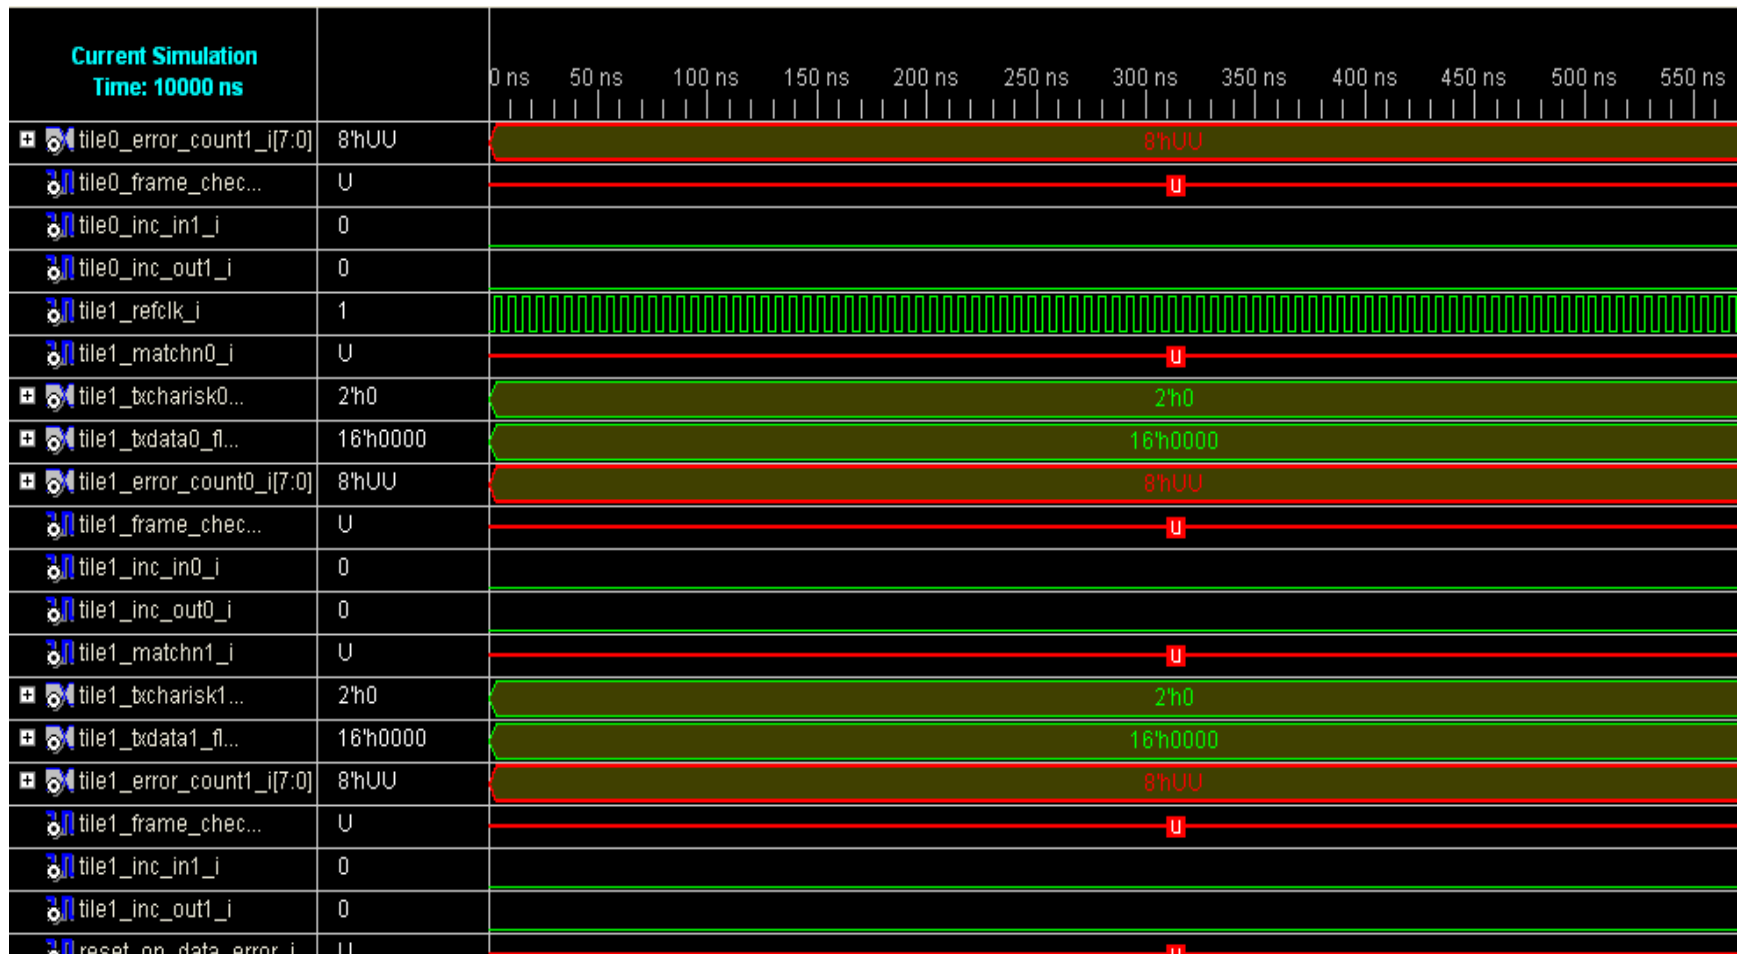 Current Simulation
Time: 10000 ns
0 ns 50 ns 100 ns 150 ns 200 ns 250 ns 300 ns 350 ns 400 ns 450 ns 500 ns 550 ns
tile0_error_count1_i[7:0] 8'hUU 8'hUU
tile0_frame_chec... U U
tile0_inc_in1_i 0
tile0_inc_out1_i 0
tile1_refclk_i 1
tile1_matchn0_i U U
tile1_txcharisk0... 2'h0 2'h0
tile1_txdata0_fl... 16'h0000 16'h0000
tile1_error_count0_i[7:0] 8'hUU 8'hUU
tile1_frame_chec... U U
tile1_inc_in0_i 0
tile1_inc_out0_i 0
tile1_matchn1_i U U
tile1_txcharisk1... 2'h0 2'h0
tile1_txdata1_fl... 16'h0000 16'h0000
tile1_error_count1_i[7:0] 8'hUU 8'hUU
tile1_frame_chec... U U
tile1_inc_in1_i 0
tile1_inc_out1_i 0
reset_on_data_error_i U U